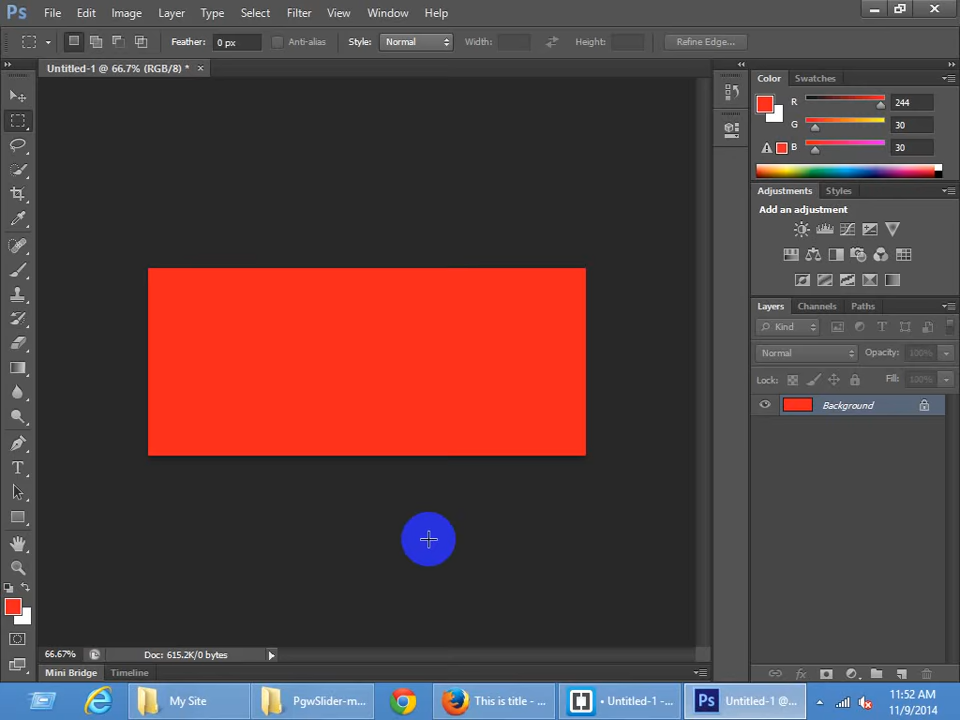 Ps File Edit Image Layer Type Select Filter View Window Help
Feather: 0 px Anti-alias Style: Normal Width: Height: Refine Edge...
Untitled-1 @ 66.7% (RGB/8) * ×
Color Swatches
R 244
G 30
B 30
Adjustments Styles
Add an adjustment
Layers Channels Paths
Kind T
Normal Opacity: 100%
Lock: Fill: 100%
Background
T
66.67% Doc: 615.2K/0 bytes
fx
Mini Bridge Timeline
My Site PgwSlider-m... This is title - ... • Untitled-1 -... Ps Untitled-1 @...
11:52 AM
11/9/2014